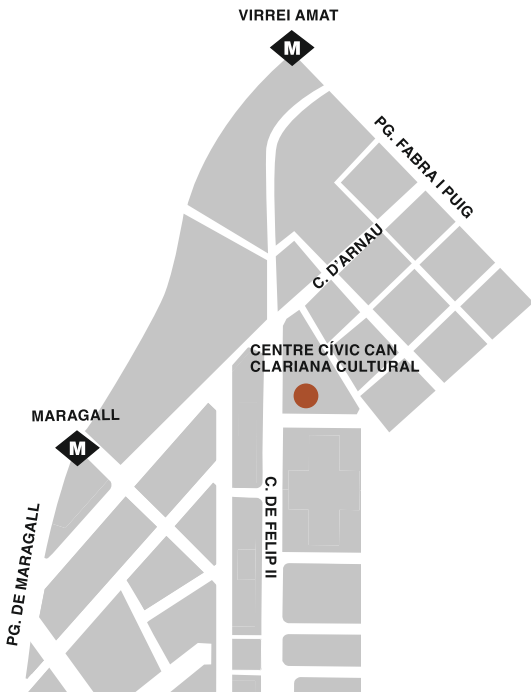 VIRREI AMAT
M
PG. FABRA I PUIG
C. D'ARNAU
CENTRE CÍVIC CAN
CLARIANA CULTURAL
MARAGALL
M
C. DE FELIP II
PG. DE MARAGALL